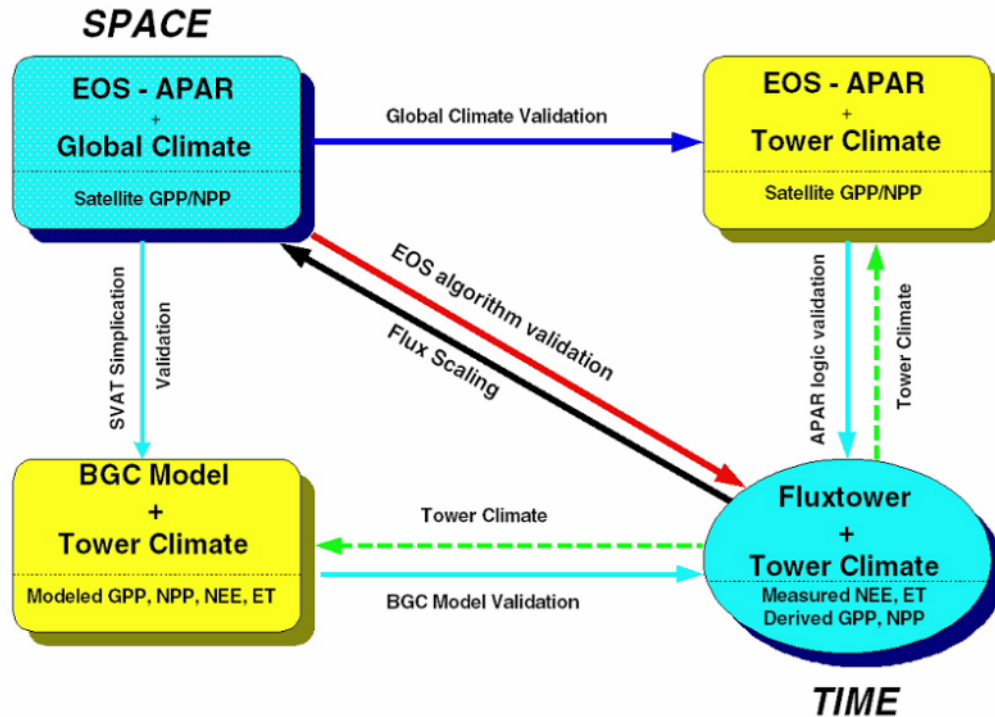 SPACE
EOS - APAR
+
Global Climate
Satellite GPP/NPP
Global Climate Validation
EOS - APAR
+
Tower Climate
Satellite GPP/NPP
SVAT Simplication
Validation
EOS algorithm validation
Flux Scaling
APAR logic validation
Tower Climate
BGC Model
+
Tower Climate
Modeled GPP, NPP, NEE, ET
Tower Climate
BGC Model Validation
Fluxtower
+
Tower Climate
Measured NEE, ET
Derived GPP, NPP
TIME